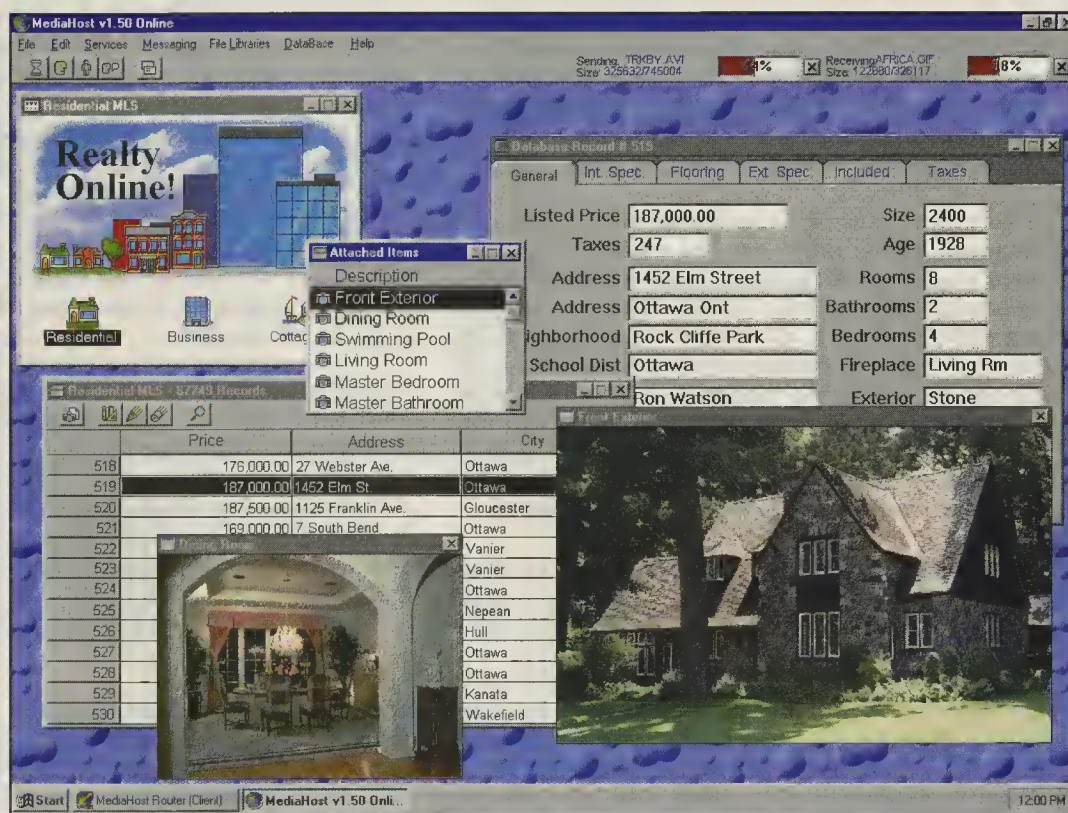 MediaHost v1.50 Online
File Edit Services Messaging File Libraries DataBase Help
Sending TRKBY.AVI
Size: 325632/745004
Receiving AFRICA.GIF
Size: 122880/326117
8%
Residential MLS
Realty
Online!
Residential Business
Database Record # 519
General Int. Spec. Flooring Ext. Spec. Included Taxes
Listed Price 187,000.00 Size 2400
Taxes 247 Age 1928
Address 1452 Elm Street Rooms 8
Address Ottawa Ont Bathrooms 2
ghborhood Rock Cliffe Park Bedrooms 4
School Dist Ottawa Fireplace Living Rm
Ron Watson Exterior Stone
Attached Items
Description
Front Exterior
Dining Room
Swimming Pool
Living Room
Master Bedroom
Master Bathroom
Residential MLS - 67749 Records
Price Address City
518 176,000.00 27 Webster Ave. Ottawa
519 187,000.00 1452 Elm St. Ottawa
520 187,500.00 1125 Franklin Ave. Gloucester
521 169,000.00 7 South Bend Ottawa
522 Vanier
523 Vanier
524 Ottawa
525 Nepean
526 Hull
527 Ottawa
528 Ottawa
529 Kanata
530 Wakefield
Front Exterior
Start MediaHost Router (Client) MediaHost v1.50 Onli... 12:00 PM